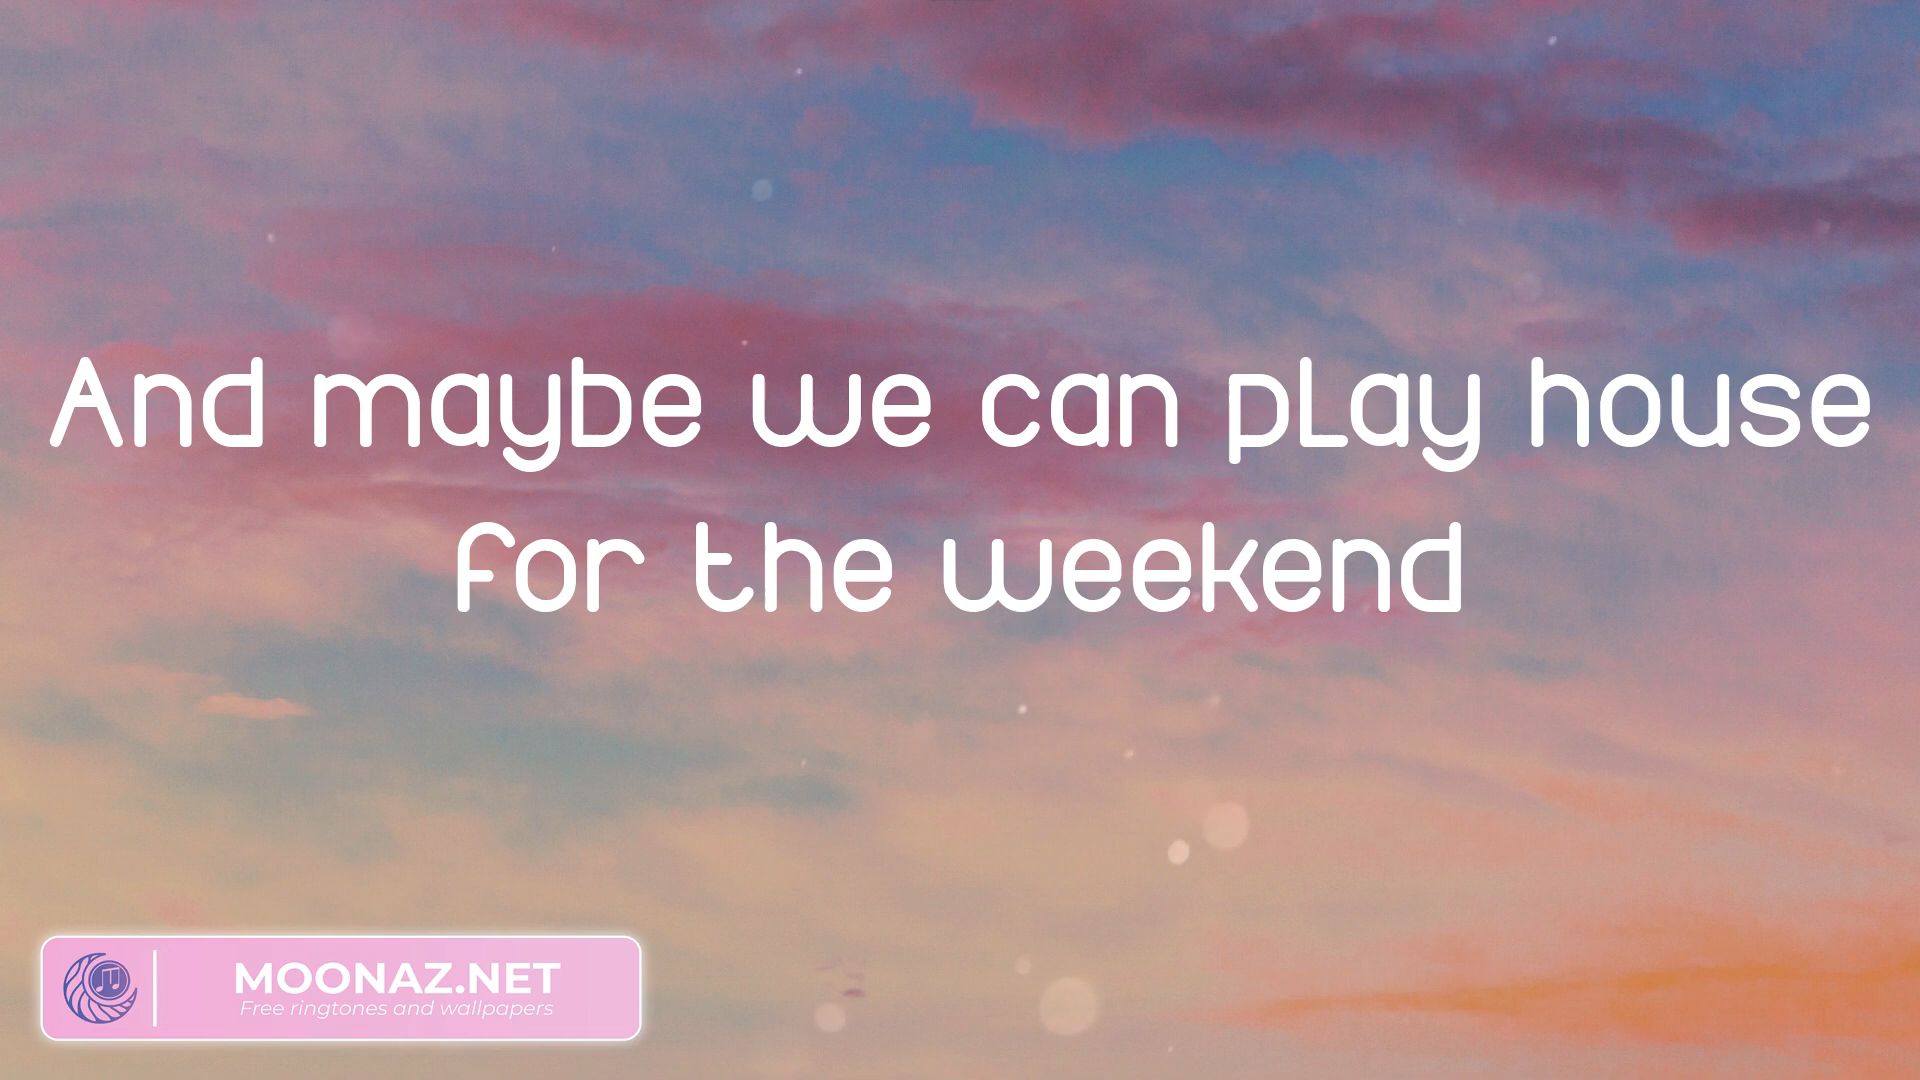 And maybe we can play house
for the weekend
MOONAZ.NET
Free ringtones and wallpapers